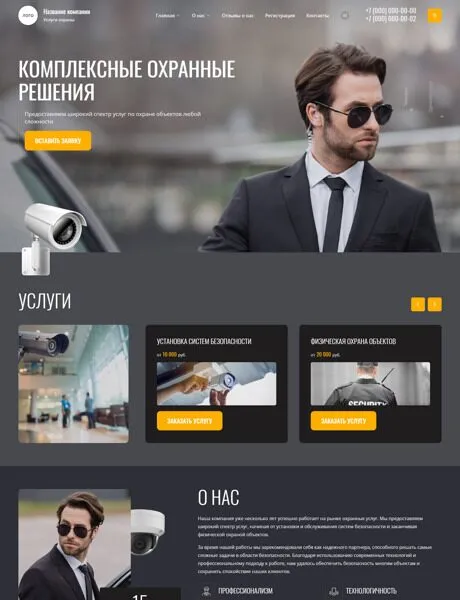 ЛОГО
Название компании
Услуги охраны
Главная
О нас
Отзывы о нас
Регистрация
Контакты
+7 (000) 000-00-00
+7 (000) 000-00-02
КОМПЛЕКСНЫЕ ОХРАННЫЕ
РЕШЕНИЯ
Предоставляем широкий спектр услуг по охране объектов любой
сложности
ОСТАВИТЬ ЗАЯВКУ
УСЛУГИ
УСТАНОВКА СИСТЕМ БЕЗОПАСНОСТИ
от 10 000 руб.
ЗАКАЗАТЬ УСЛУГУ
ФИЗИЧЕСКАЯ ОХРАНА ОБЪЕКТОВ
от 20 000 руб.
SECURITY
ЗАКАЗАТЬ УСЛУГУ
О НАС
Наша компания уже несколько лет успешно работает на рынке охранных услуг. Мы предоставляем
широкий спектр услуг, начиная от установки и обслуживания систем безопасности и заканчивая
физической охраной объектов.
За время нашей работы мы зарекомендовали себя как надежного партнера, способного решать самые
сложные задачи в области безопасности. Благодаря использованию современных технологий и
профессиональному подходу к работе, нам удалось обеспечить безопасность многим объектам и
сохранить спокойствие наших клиентов.
15
ПРОФЕССИОНАЛИЗМ
ТЕХНОЛОГИЧНОСТЬ